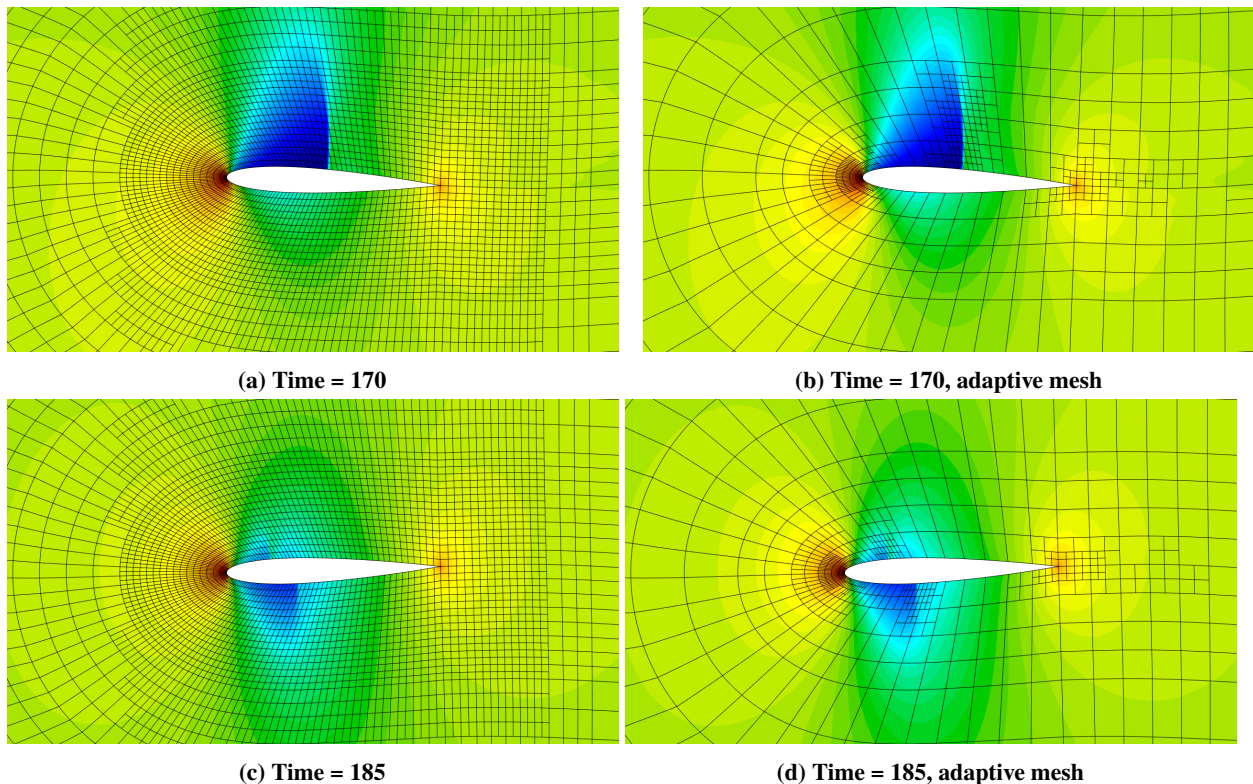 (a) Time = 170
(b) Time = 170, adaptive mesh
(c) Time = 185
(d) Time = 185, adaptive mesh